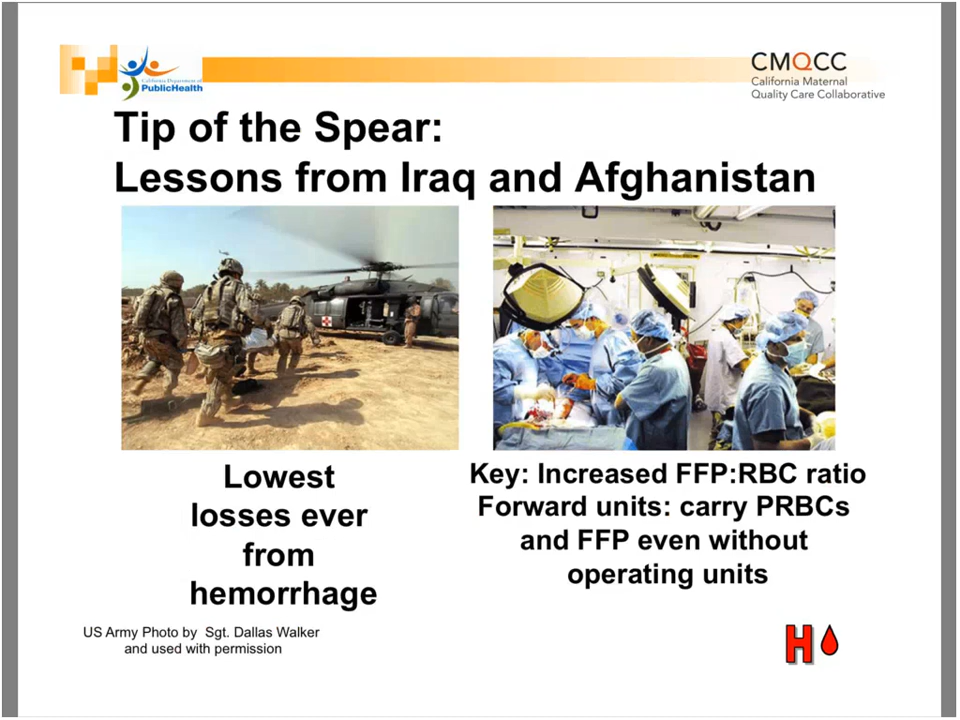 California Department of
PublicHealth
CMQCC
California Maternal
Quality Care Collaborative
Tip of the Spear:
Lessons from Iraq and Afghanistan
Lowest
losses ever
from
hemorrhage
Key: Increased FFP:RBC ratio
Forward units: carry PRBCs
and FFP even without
operating units
US Army Photo by Sgt. Dallas Walker
and used with permission
H